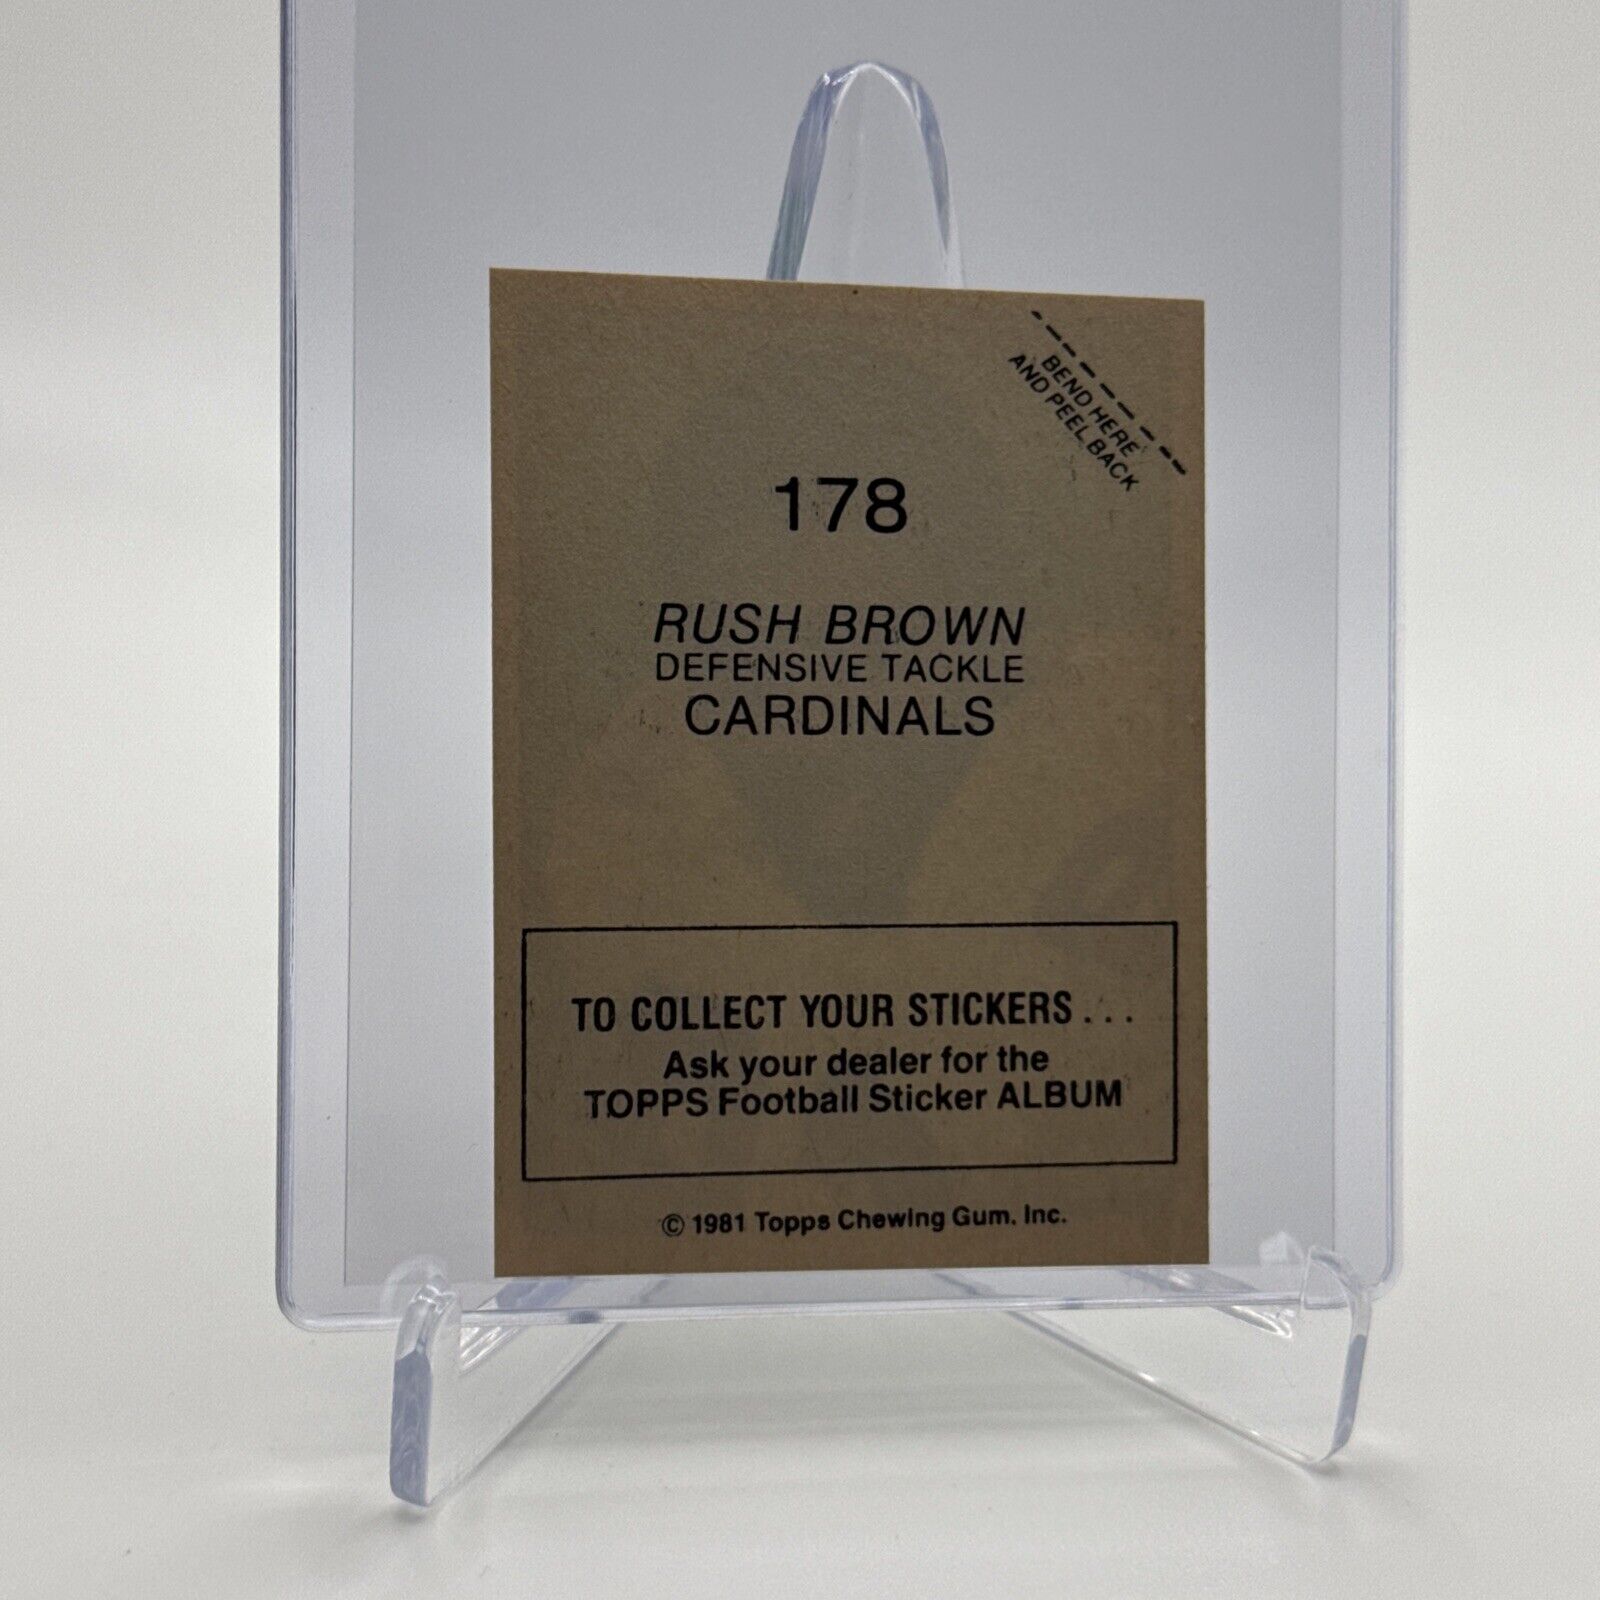 BEND HERE
AND PEEL BACK
178
RUSH BROWN
DEFENSIVE TACKLE
CARDINALS
TO COLLECT YOUR STICKERS . . .
Ask your dealer for the
TOPPS Football Sticker ALBUM
© 1981 Topps Chewing Gum, Inc.